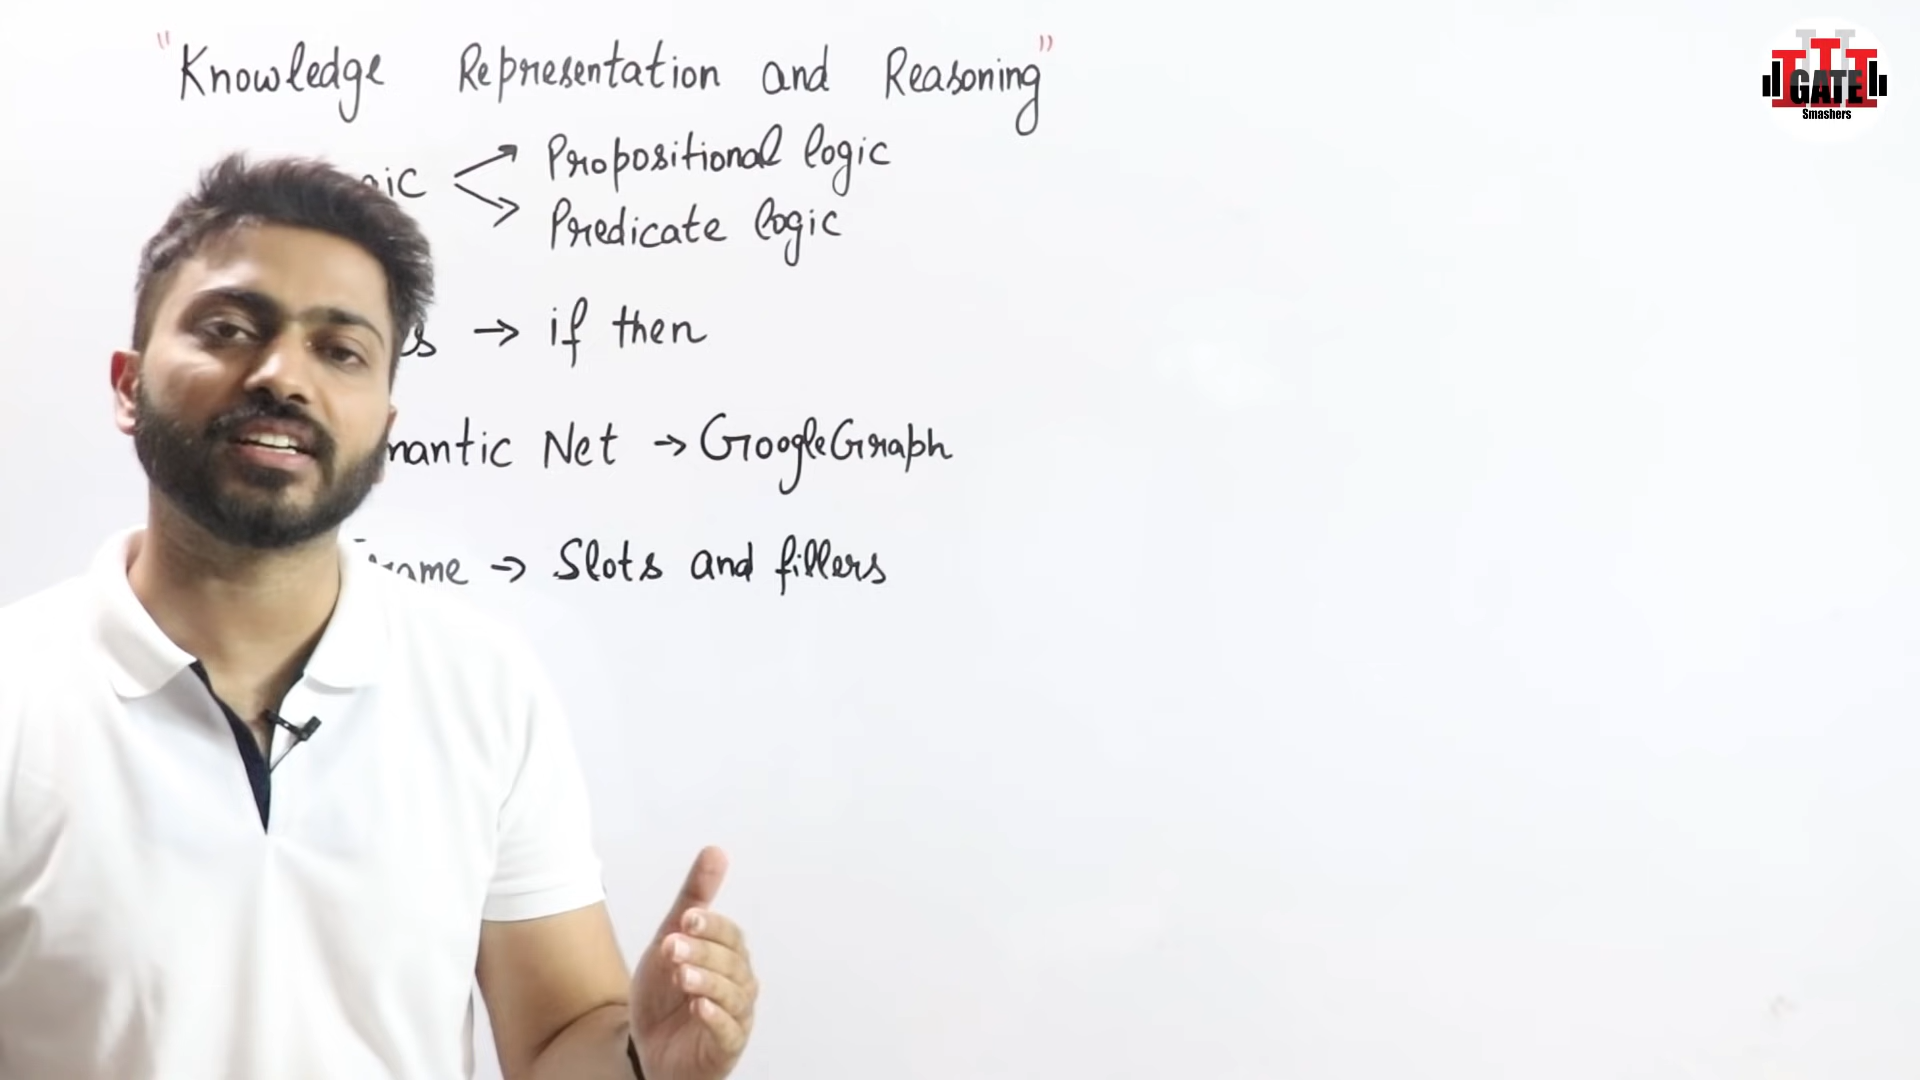 "Knowledge Representation and Reasoning"
Propositional logic
Predicate logic
→ if then
Net → GoogleGraph
→ Slots and fillers
GATE
Smashers